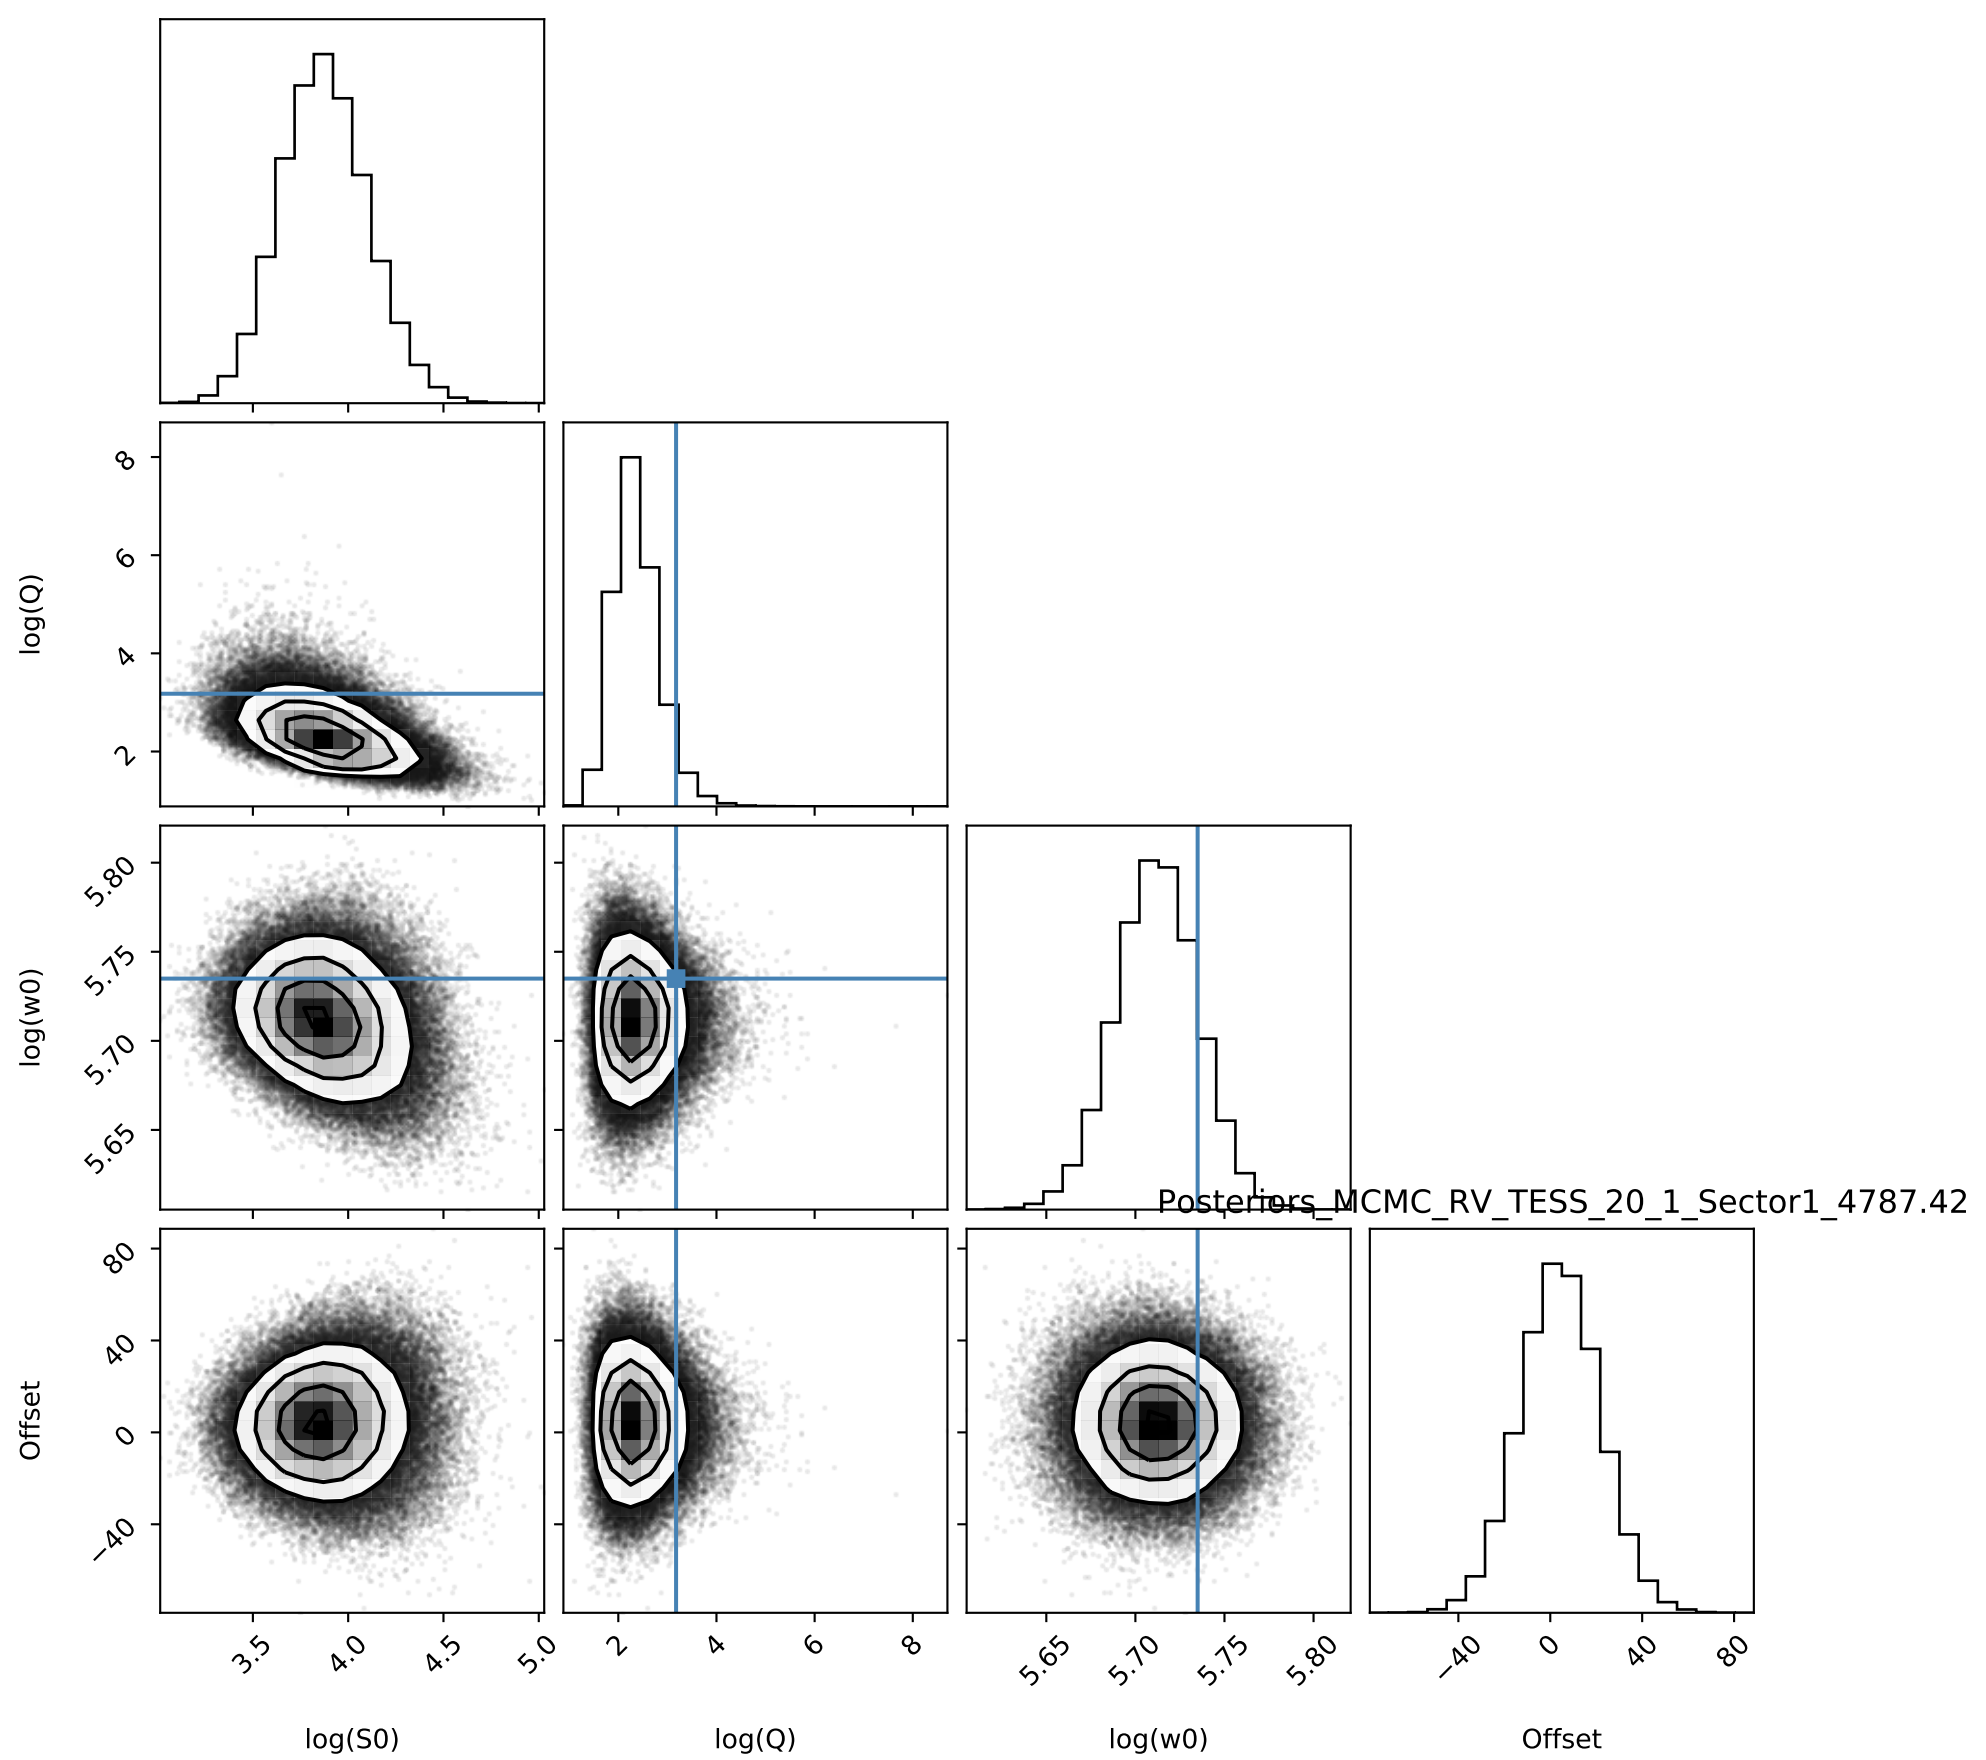 8
6
4
2
log(Q)
5.80
5.75
5.70
5.65
log(w0)
Posteriors_MCMC_RV_TESS_20_1_Sector1_4787.42
80
40
0
−40
Offset
3.5 4.0 4.5 5.0
2 4 6 8
5.65 5.70 5.75 5.80
−40 0 40 80
log(S0) log(Q) log(w0) Offset